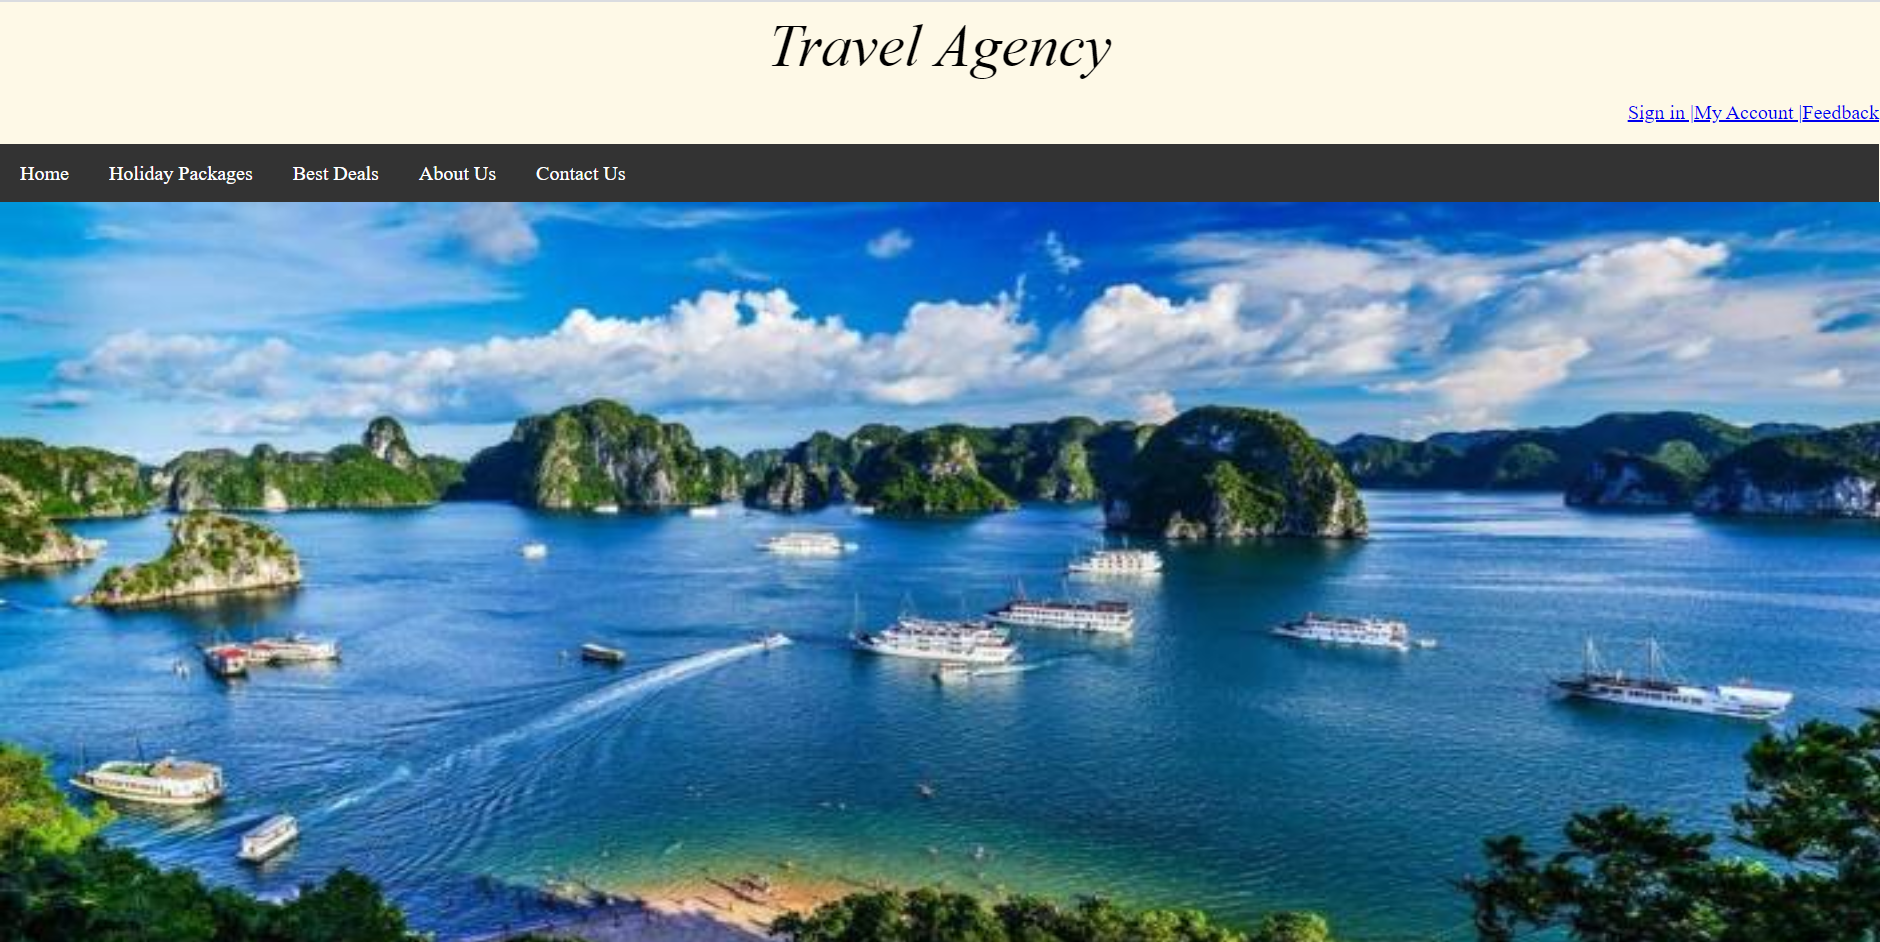 Travel Agency
Sign in |My Account |Feedback
Home Holiday Packages Best Deals About Us Contact Us